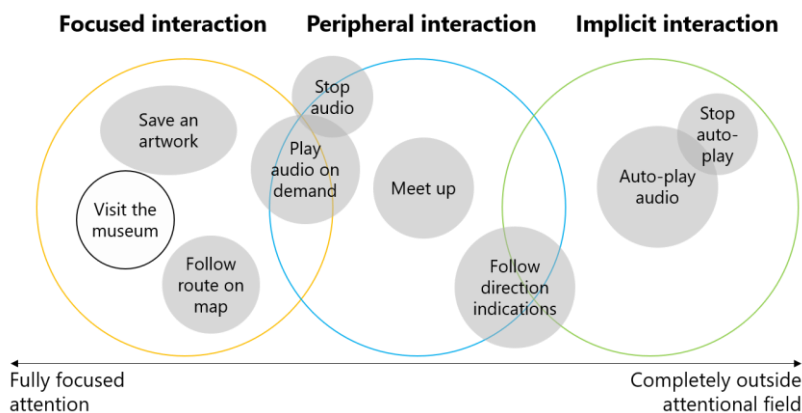 Focused interaction
Peripheral interaction
Implicit interaction
Save an
artwork
Visit the
museum
Follow
route on
map
Stop
audio
Play
audio on
demand
Meet up
Follow
direction
indications
Auto-play
audio
Stop
auto-
play
Fully focused
attention
Completely outside
attentional field